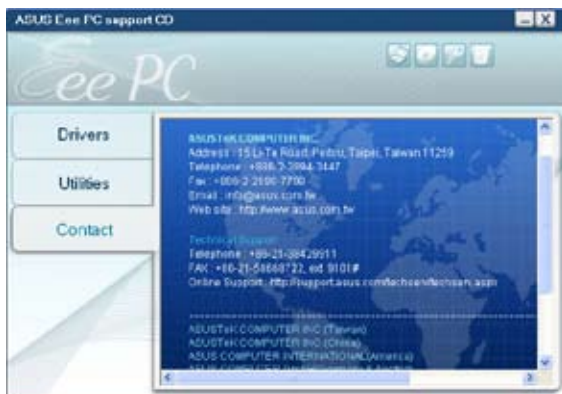 ASUS Eee PC support CD
Eee PC
Drivers
Utilities
Contact
ASUSTeK COMPUTER INC.
Address : 15 Li-Te Road, Peitou, Taipei, Taiwan 11259
Telephone : +886-2-2894-3447
Fax : +886-2-2890-7798
Email : info@asus.com.tw
Web site : http://www.asus.com.tw
Technical Support
Telephone : +86-21-38429911
FAX : +86-21-58668722, ext. 9101#
Online Support : http://support.asus.com/techserv/techserv.aspx
ASUSTeK COMPUTER INC.(Taiwan)
ASUSTeK COMPUTER INC.(China)
ASUS COMPUTER INTERNATIONAL(America)